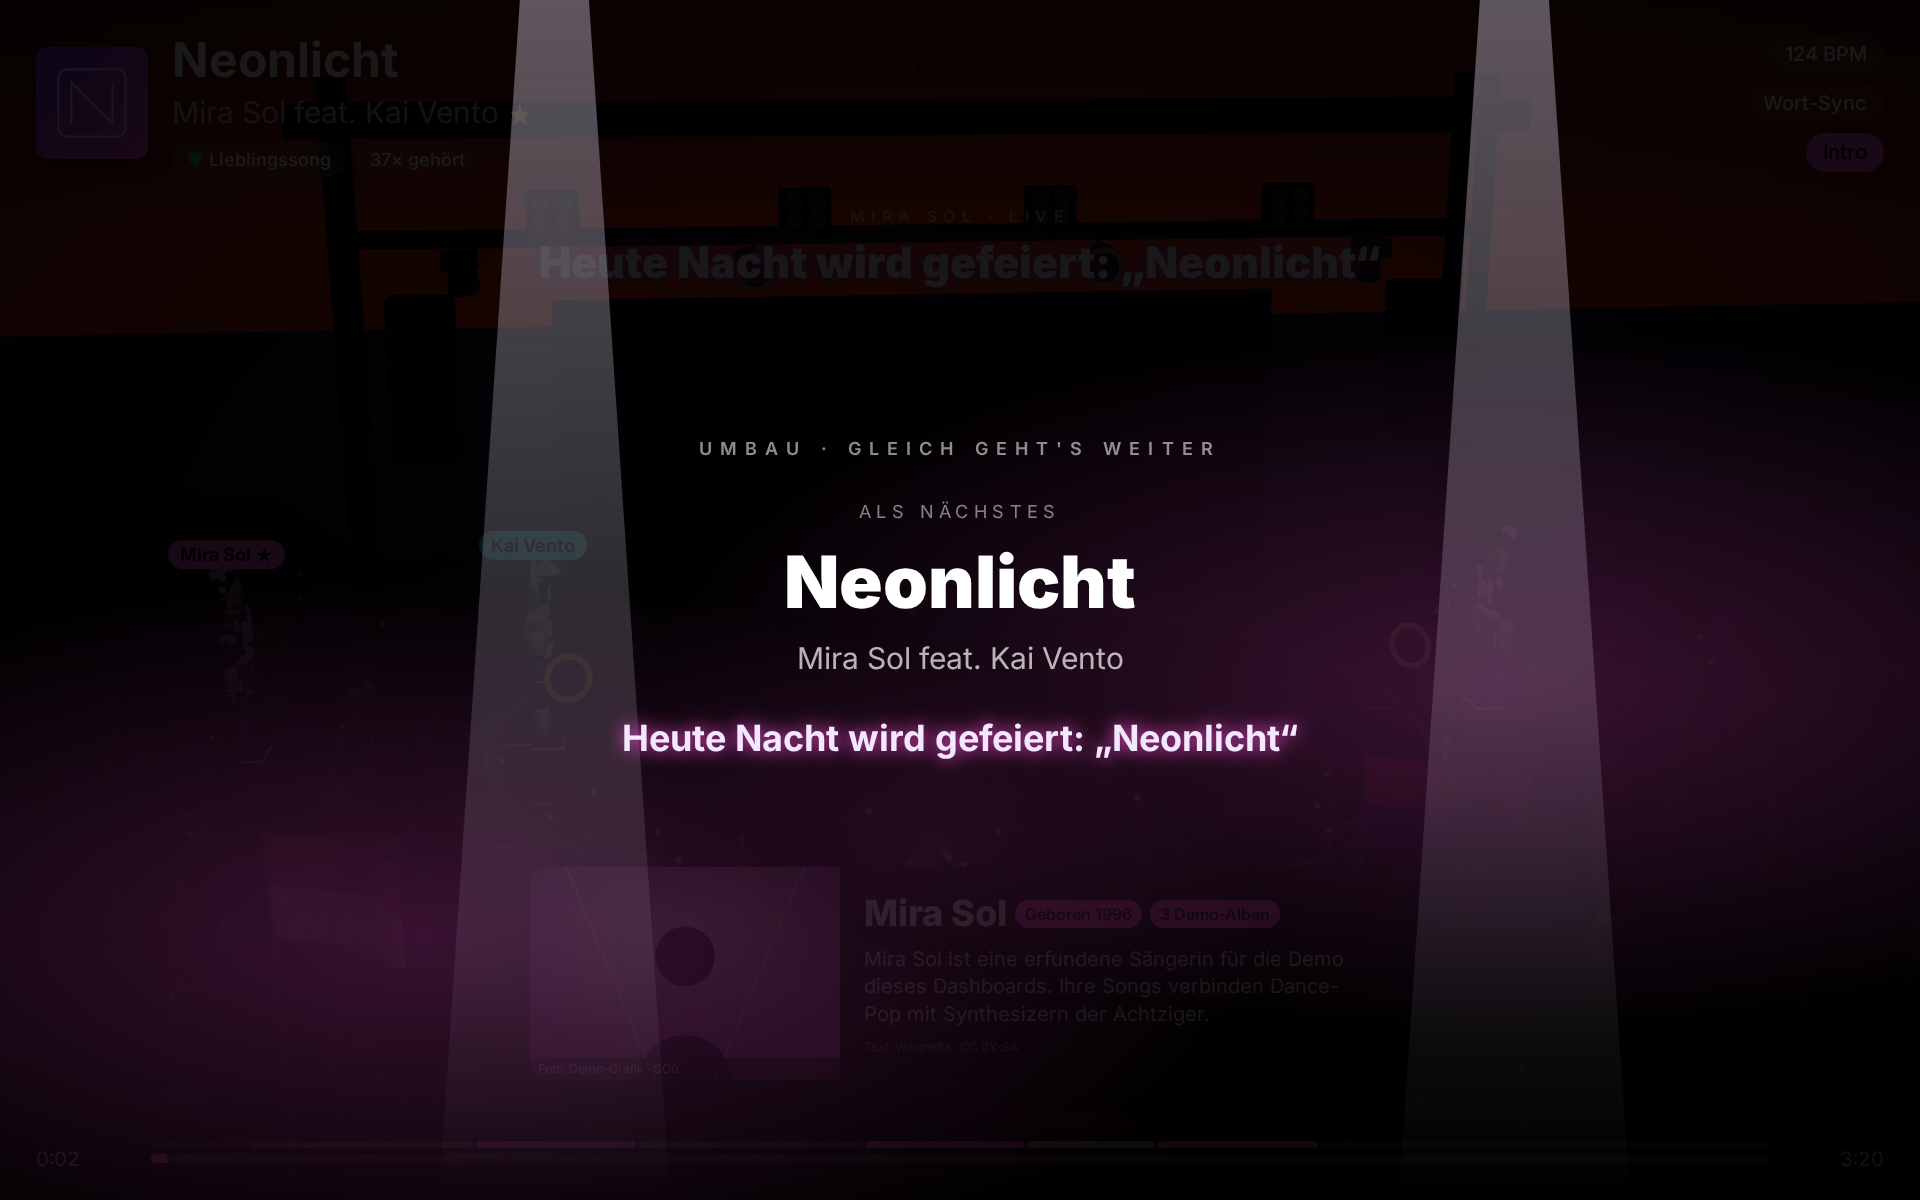 Neonlicht
Mira Sol feat. Kai Vento ★
Lieblingssong
37× gehört
124 BPM
Wort-Sync
Intro
MIRA SOL · LIVE
Heute Nacht wird gefeiert: „Neonlicht“
UMBAU · GLEICH GEHT'S WEITER
ALS NÄCHSTES
Neonlicht
Mira Sol feat. Kai Vento
Heute Nacht wird gefeiert: „Neonlicht“
Mira Sol ★
Kai Vento
Mira Sol
Geboren 1996
3 Demo-Alben
Mira Sol ist eine erfundene Sängerin für die Demo
dieses Dashboards. Ihre Songs verbinden Dance-
Pop mit Synthesizern der Achtziger.
Text: Wikipedia · CC BY-SA
Foto: Demo-Grafik · CC0
0:02
3:20